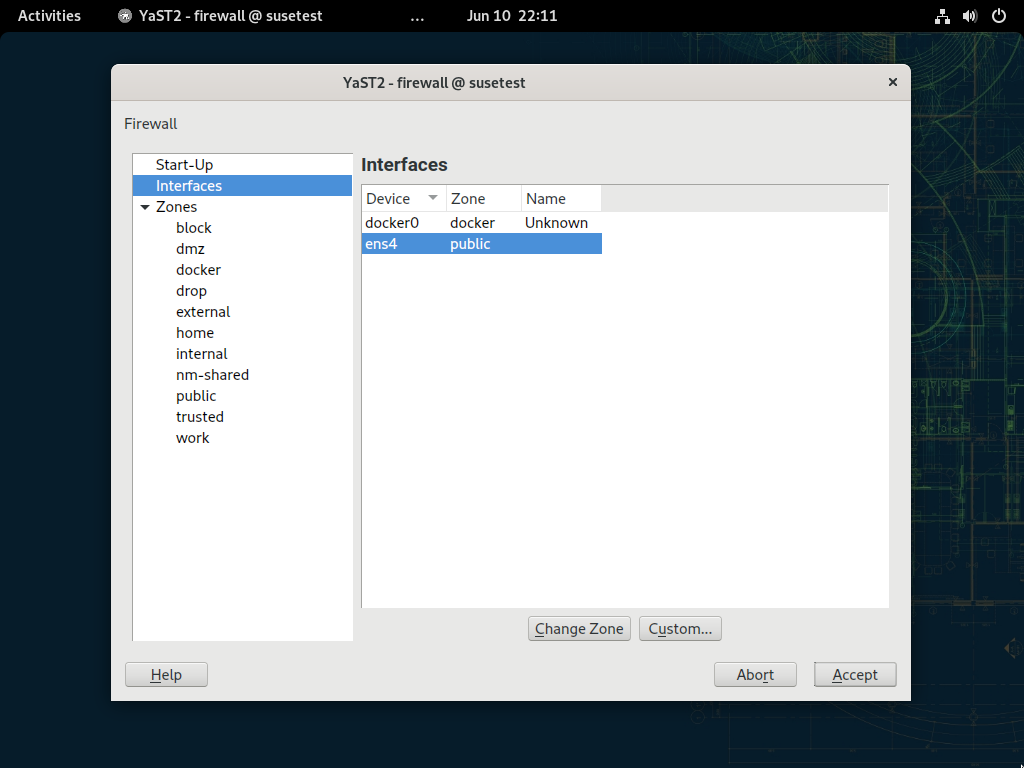 Activities YaST2 - firewall @ susetest ... Jun 10 22:11
YaST2 - firewall @ susetest ×
Firewall
Start-Up
Interfaces
Zones
block
dmz
docker
drop
external
home
internal
nm-shared
public
trusted
work
Interfaces
Device Zone Name
docker0 docker Unknown
ens4 public
Change Zone Custom...
Help Abort Accept